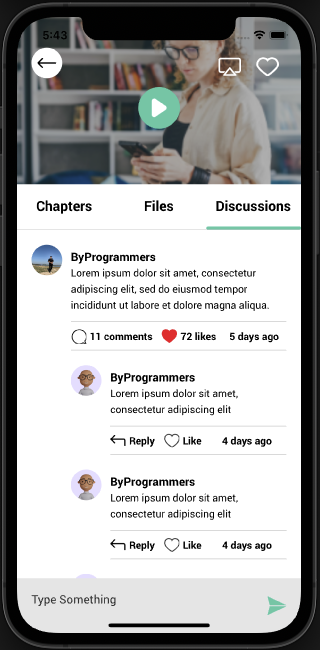 5:43
Chapters Files Discussions
ByProgrammers
Lorem ipsum dolor sit amet, consectetur
adipiscing elit, sed do eiusmod tempor
incididunt ut labore et dolore magna aliqua.
11 comments 72 likes 5 days ago
ByProgrammers
Lorem ipsum dolor sit amet,
consectetur adipiscing elit
Reply Like 4 days ago
ByProgrammers
Lorem ipsum dolor sit amet,
consectetur adipiscing elit
Reply Like 4 days ago
Type Something